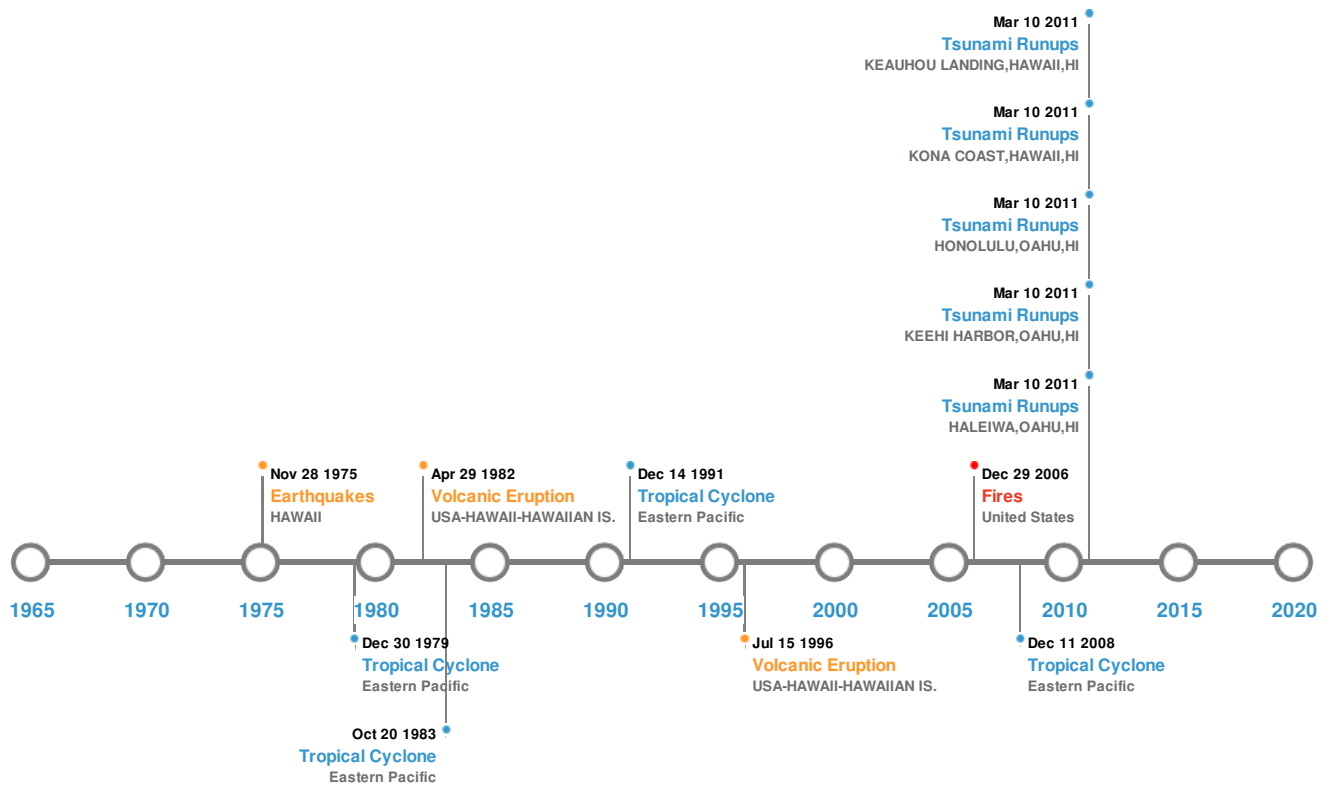 Mar 10 2011
Tsunami Runups
KEAUHOU LANDING,HAWAII,HI
Mar 10 2011
Tsunami Runups
KONA COAST,HAWAII,HI
Mar 10 2011
Tsunami Runups
HONOLULU,OAHU,HI
Mar 10 2011
Tsunami Runups
KEEHI HARBOR,OAHU,HI
Mar 10 2011
Tsunami Runups
HALEIWA,OAHU,HI
Nov 28 1975
Earthquakes
HAWAII
Apr 29 1982
Volcanic Eruption
USA-HAWAII-HAWAIIAN IS.
Dec 14 1991
Tropical Cyclone
Eastern Pacific
Dec 29 2006
Fires
United States
1965 1970 1975 1980 1985 1990 1995 2000 2005 2010 2015 2020
Dec 30 1979
Tropical Cyclone
Eastern Pacific
Jul 15 1996
Volcanic Eruption
USA-HAWAII-HAWAIIAN IS.
Dec 11 2008
Tropical Cyclone
Eastern Pacific
Oct 20 1983
Tropical Cyclone
Eastern Pacific